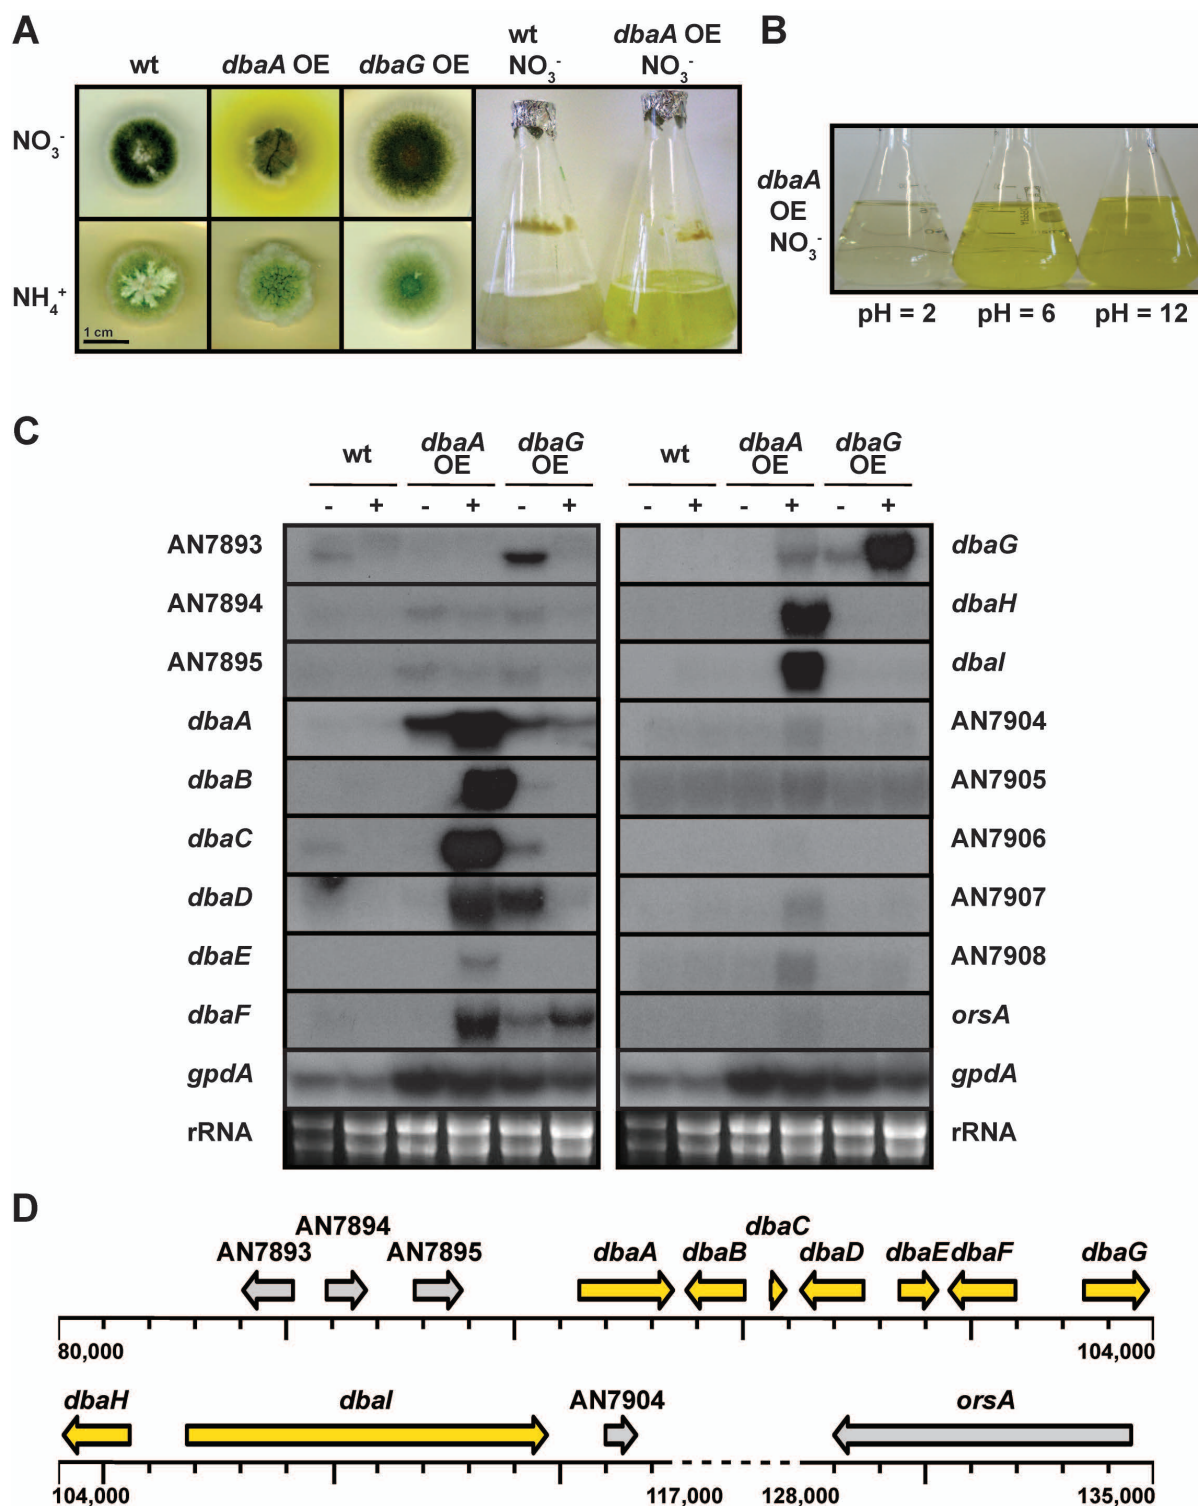 A
B
wt
dbaA OE
dbaG OE
wt
NO3-
dbaA OE
NO3-
NO3-
NH4+
1 cm
dbaA
OE
NO3-
pH = 2
pH = 6
pH = 12
C
wt
dbaA
OE
dbaG
OE
wt
dbaA
OE
dbaG
OE
- + - + - + - + - + - +
AN7893
AN7894
AN7895
dbaA
dbaB
dbaC
dbaD
dbaE
dbaF
gpdA
rRNA
dbaG
dbaH
dbaI
AN7904
AN7905
AN7906
AN7907
AN7908
orsA
gpdA
rRNA
D
AN7894
dbaC
AN7893 AN7895 dbaA dbaB dbaD dbaE dbaF dbaG
80,000 104,000
dbaH dbaI AN7904 orsA
104,000 117,000 128,000 135,000